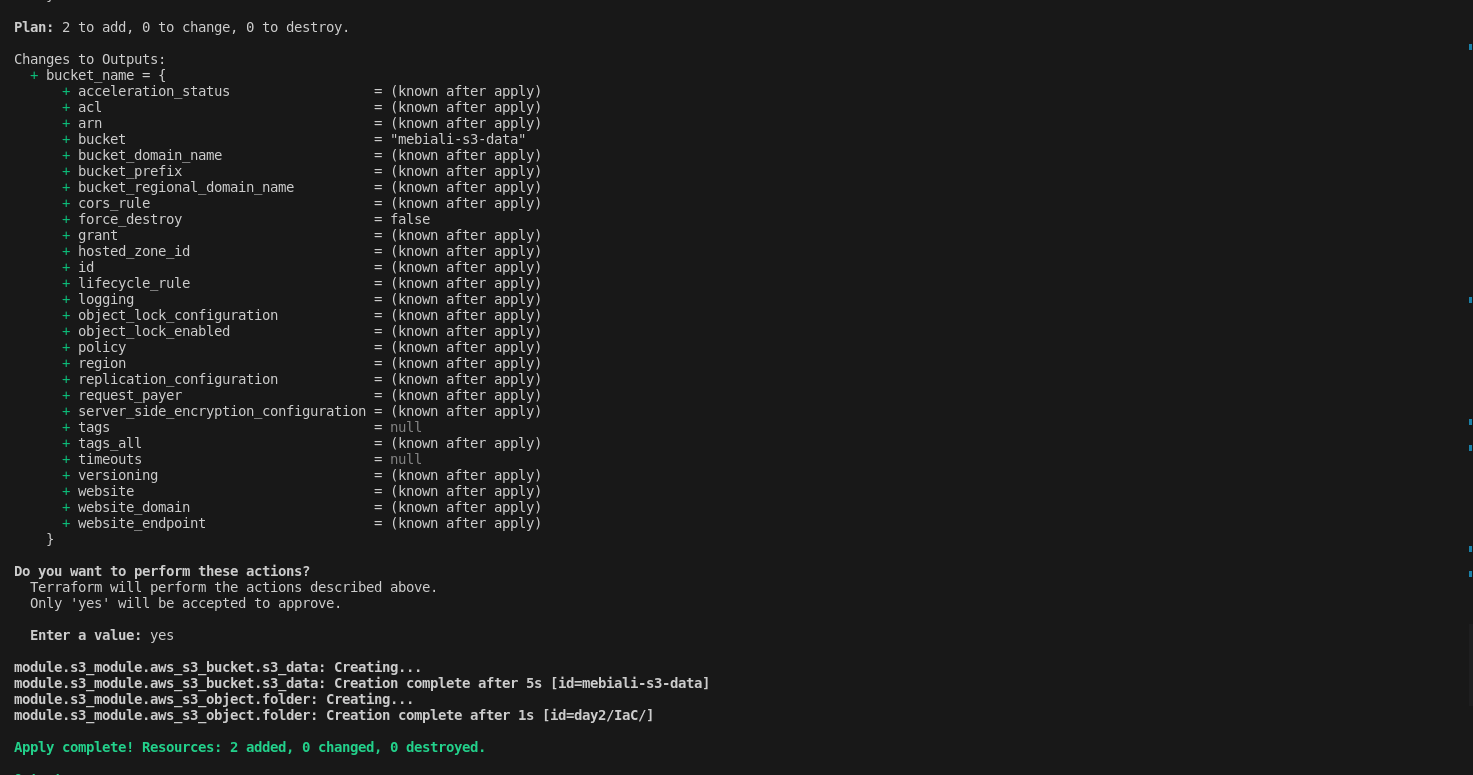 Plan: 2 to add, 0 to change, 0 to destroy.
Changes to Outputs:
  + bucket_name = {
      + acceleration_status                  = (known after apply)
      + acl                                  = (known after apply)
      + arn                                  = (known after apply)
      + bucket                               = "mebiali-s3-data"
      + bucket_domain_name                   = (known after apply)
      + bucket_prefix                        = (known after apply)
      + bucket_regional_domain_name          = (known after apply)
      + cors_rule                            = (known after apply)
      + force_destroy                        = false
      + grant                                = (known after apply)
      + hosted_zone_id                       = (known after apply)
      + id                                   = (known after apply)
      + lifecycle_rule                       = (known after apply)
      + logging                              = (known after apply)
      + object_lock_configuration            = (known after apply)
      + object_lock_enabled                  = (known after apply)
      + policy                               = (known after apply)
      + region                               = (known after apply)
      + replication_configuration            = (known after apply)
      + request_payer                        = (known after apply)
      + server_side_encryption_configuration = (known after apply)
      + tags                                 = null
      + tags_all                             = (known after apply)
      + timeouts                             = null
      + versioning                           = (known after apply)
      + website                              = (known after apply)
      + website_domain                       = (known after apply)
      + website_endpoint                     = (known after apply)
    }
Do you want to perform these actions?
  Terraform will perform the actions described above.
  Only 'yes' will be accepted to approve.
  Enter a value: yes
module.s3_module.aws_s3_bucket.s3_data: Creating...
module.s3_module.aws_s3_bucket.s3_data: Creation complete after 5s [id=mebiali-s3-data]
module.s3_module.aws_s3_object.folder: Creating...
module.s3_module.aws_s3_object.folder: Creation complete after 1s [id=day2/IaC/]
Apply complete! Resources: 2 added, 0 changed, 0 destroyed.